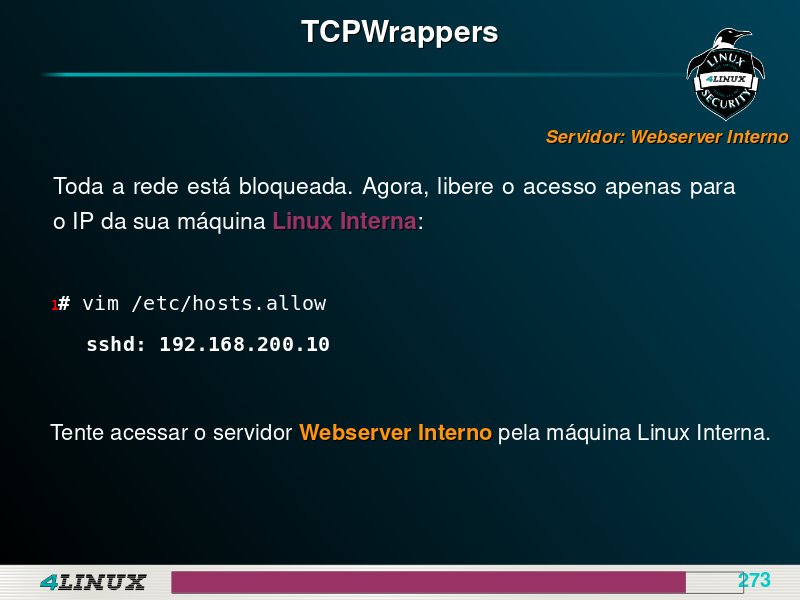 TCPWrappers
LINUX
4LINUX
SECURITY
Servidor: Webserver Interno
Toda a rede está bloqueada. Agora, libere o acesso apenas para
o IP da sua máquina Linux Interna:
1# vim /etc/hosts.allow
sshd: 192.168.200.10
Tente acessar o servidor Webserver Interno pela máquina Linux Interna.
4LINUX
273